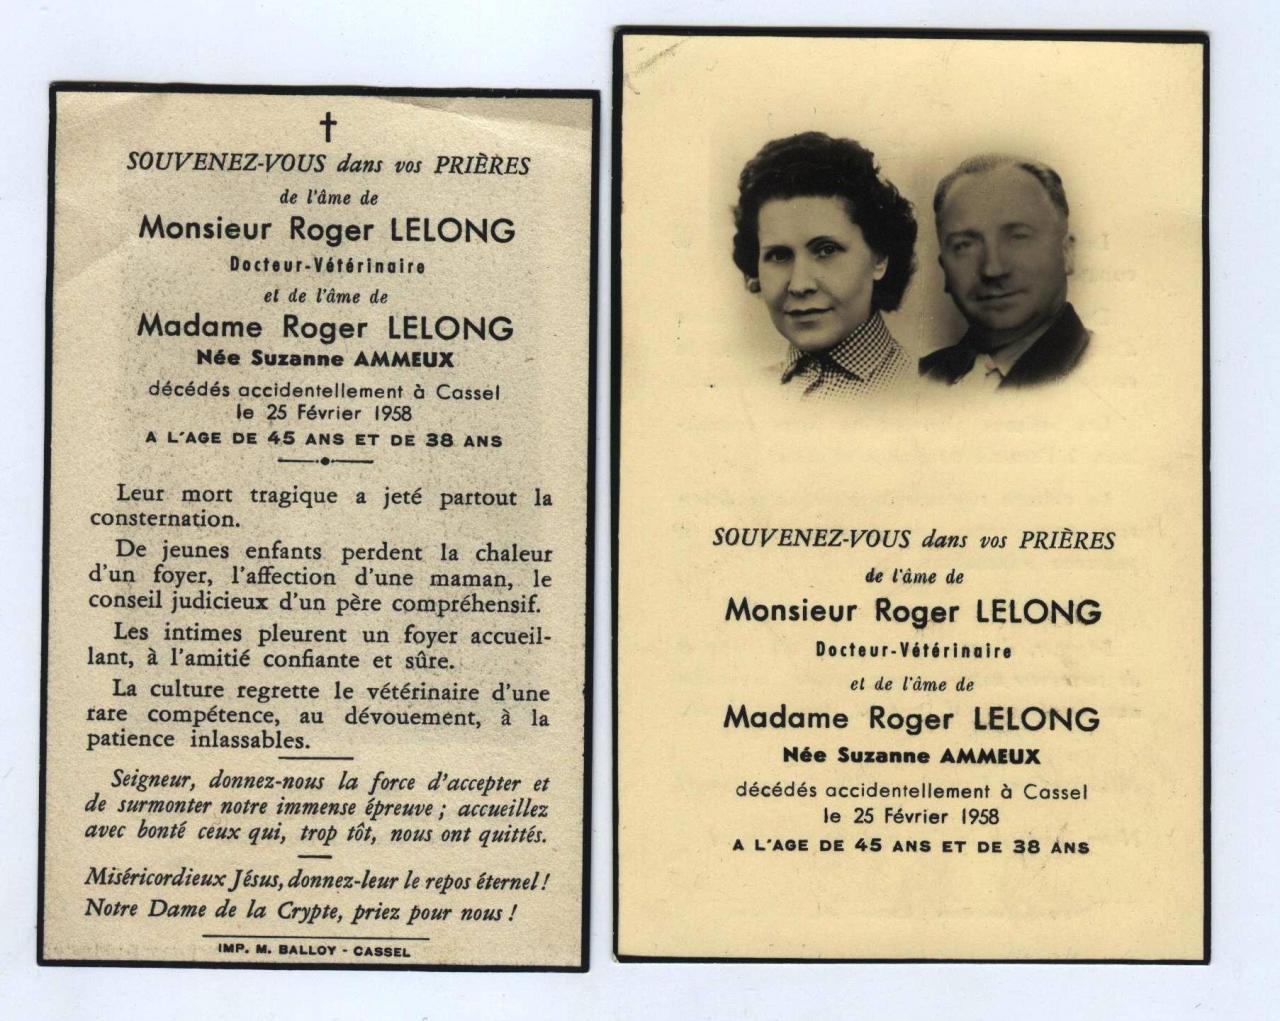 SOUVENEZ-VOUS dans vos PRIÈRES
de l'âme de
Monsieur Roger LELONG
Docteur-Vétérinaire
et de l'âme de
Madame Roger LELONG
Née Suzanne AMMEUX
décédés accidentellement à Cassel
le 25 Février 1958
A L'AGE DE 45 ANS ET DE 38 ANS
Leur mort tragique a jeté partout la
consternation.
De jeunes enfants perdent la chaleur
d'un foyer, l'affection d'une maman, le
conseil judicieux d'un père compréhensif.
Les intimes pleurent un foyer accueil-
lant, à l'amitié confiante et sûre.
La culture regrette le vétérinaire d'une
rare compétence, au dévouement, à la
patience inlassables.
Seigneur, donnez-nous la force d'accepter et
de surmonter notre immense épreuve ; accueillez
avec bonté ceux qui, trop tôt, nous ont quittés.
Miséricordieux Jésus, donnez-leur le repos éternel !
Notre Dame de la Crypte, priez pour nous !
IMP. M. BALLOY - CASSEL
SOUVENEZ-VOUS dans vos PRIÈRES
de l'âme de
Monsieur Roger LELONG
Docteur-Vétérinaire
et de l'âme de
Madame Roger LELONG
Née Suzanne AMMEUX
décédés accidentellement à Cassel
le 25 Février 1958
A L'AGE DE 45 ANS ET DE 38 ANS